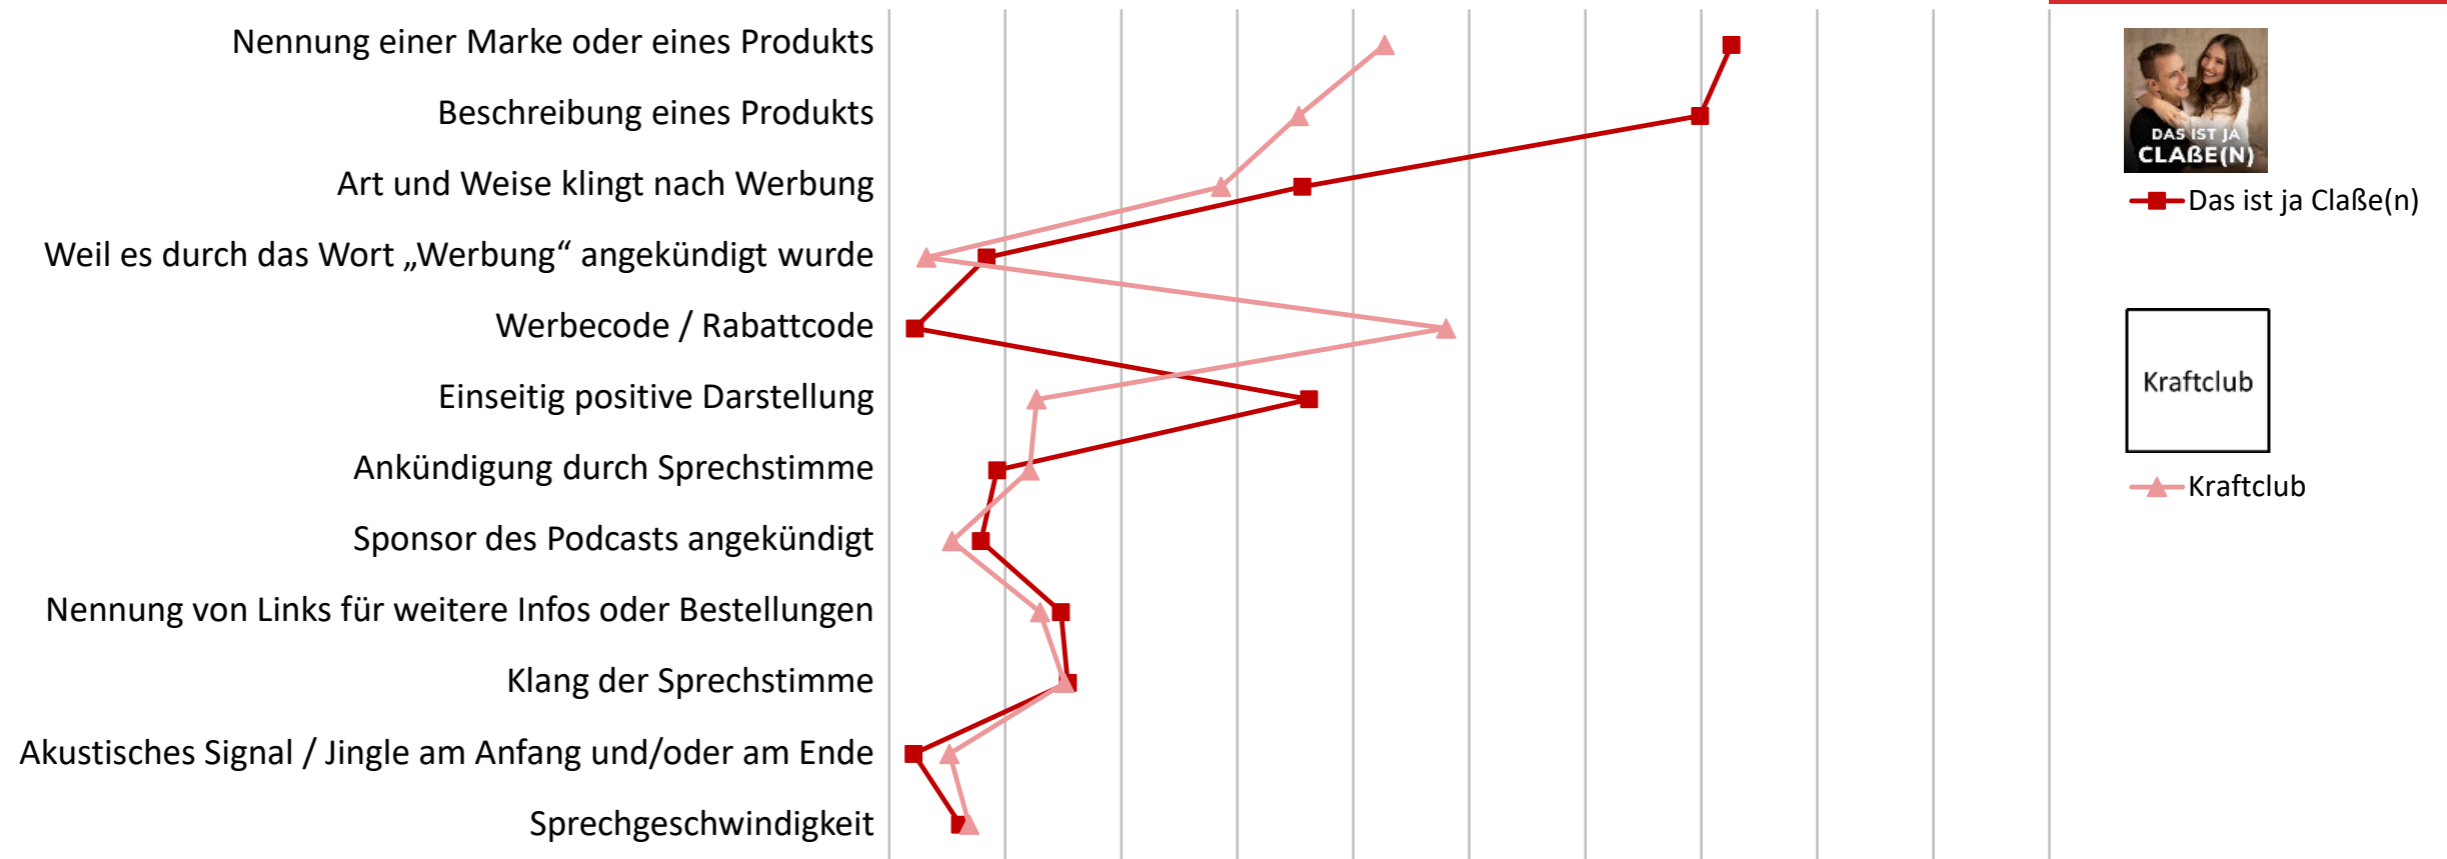 Nennung einer Marke oder eines Produkts
Beschreibung eines Produkts
Art und Weise klingt nach Werbung
Weil es durch das Wort „Werbung“ angekündigt wurde
Werbecode / Rabattcode
Einseitig positive Darstellung
Ankündigung durch Sprechstimme
Sponsor des Podcasts angekündigt
Nennung von Links für weitere Infos oder Bestellungen
Klang der Sprechstimme
Akustisches Signal / Jingle am Anfang und/oder am Ende
Sprechgeschwindigkeit
DAS IST JA
CLAßE(N)
Das ist ja Claße(n)
Kraftclub
Kraftclub